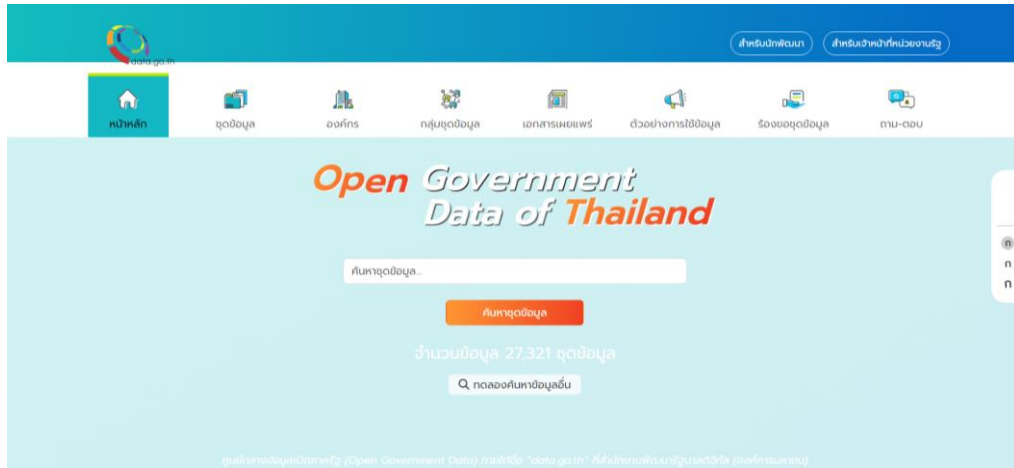 data.go.th
สำหรับนักพัฒนา
สำหรับเจ้าหน้าที่หน่วยงานรัฐ
หน้าหลัก
ชุดข้อมูล
องค์กร
กลุ่มชุดข้อมูล
เอกสารเผยแพร่
ตัวอย่างการใช้ข้อมูล
ร้องขอชุดข้อมูล
ถาม-ตอบ
Open Government
Data of Thailand
ค้นหาชุดข้อมูล...
ค้นหาชุดข้อมูล
จำนวนข้อมูล 27,321 ชุดข้อมูล
ทดลองค้นหาข้อมูลอื่น
ก
ก
ก
ศูนย์กลางข้อมูลเปิดภาครัฐ (Open Government Data) ภายใต้ชื่อ "data.go.th" ที่สำนักงานพัฒนารัฐบาลดิจิทัล (องค์การมหาชน)